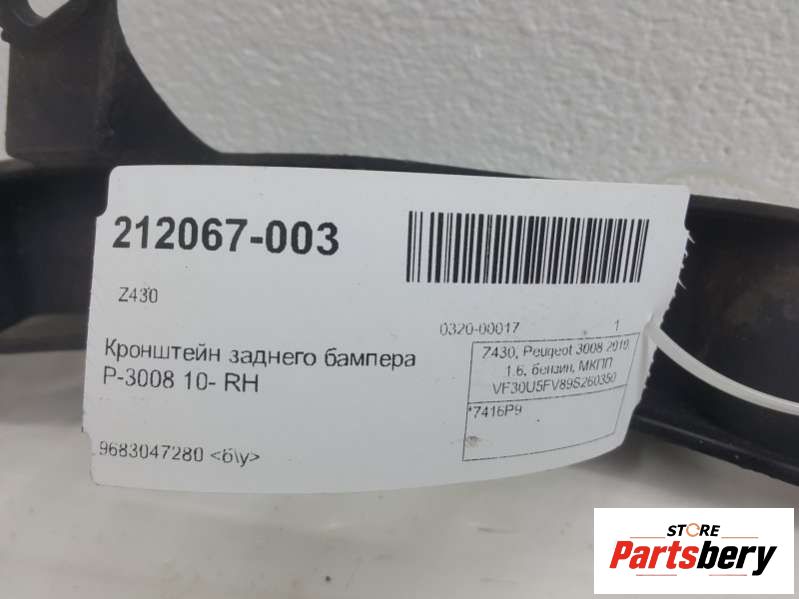 212067-003
Z430
Кронштейн заднего бампера
P-3008 10- RH
9683047280 <б\у>
0320-00017 1
Z430, Peugeot 3008 2010,
1.6, бензин, МКПП
VF30U5FV89S260350
*7416P9
STORE
Partsbery